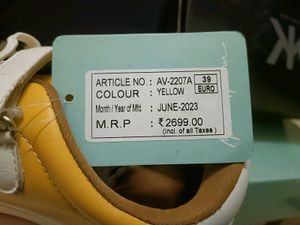 ARTICLE NO. : AV-2207A 39
COLOUR : YELLOW EURO
Month / Year of Mfd. : JUNE-2023
M.R.P : ₹ 2699.00
(Incl. of all Taxes)